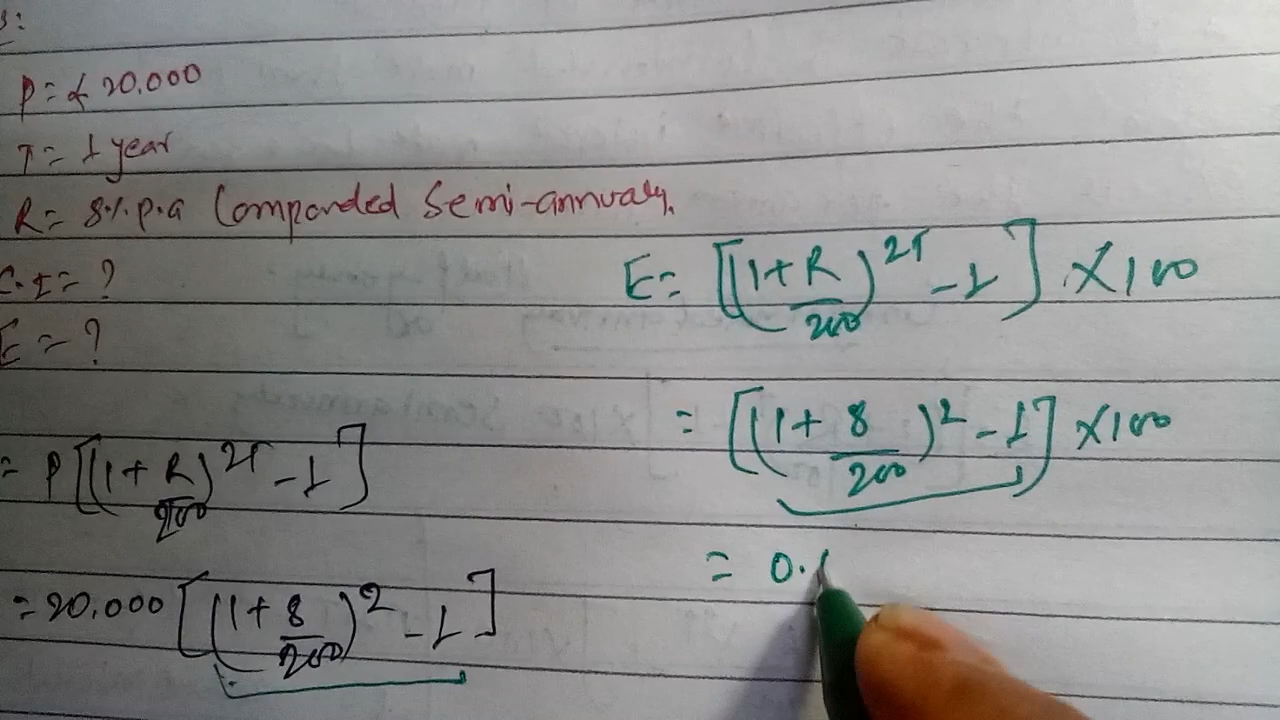 :
P = ₹ 20,000
T = 1 year
R = 8% p.a Componded Semi-annualy.
C.I = ?
E = ?
= P[(1 + R/200)^2T - 1]
= 20,000 [(1 + 8/200)^2 - 1]
E = [(1 + R/200)^2T - 1] × 100
= [(1 + 8/200)^2 - 1] × 100
= 0.